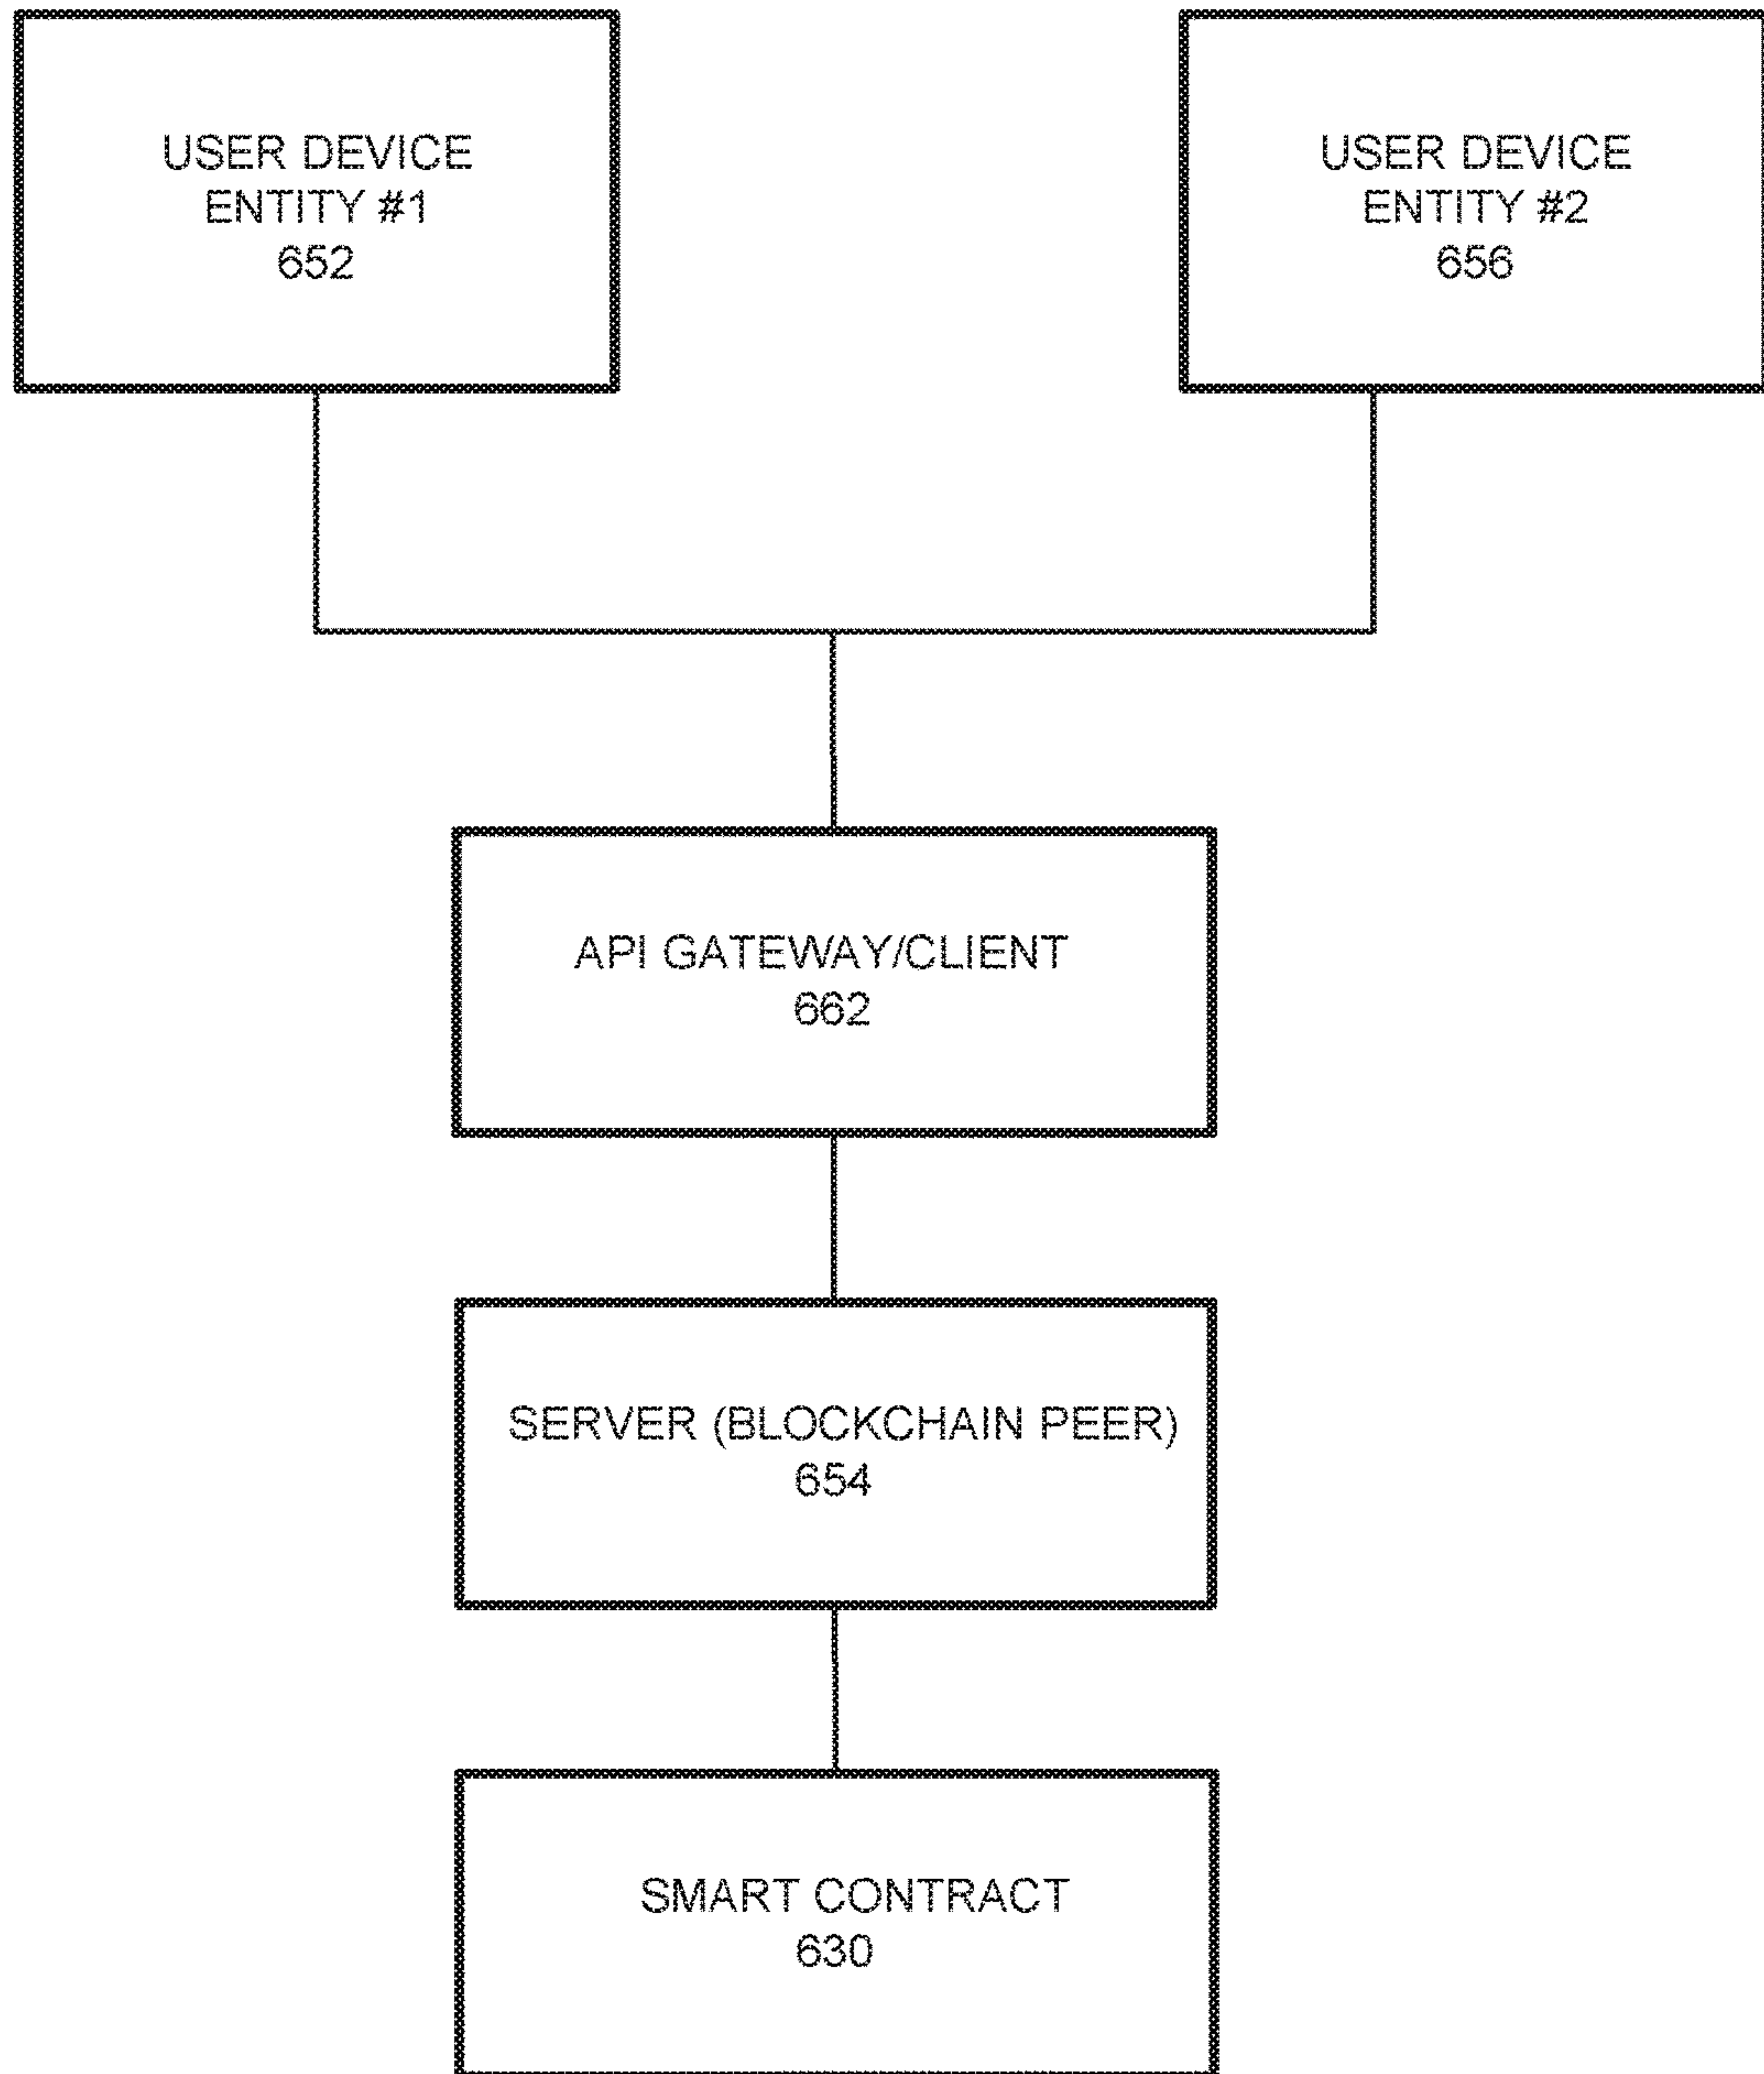 USER DEVICE
ENTITY #1
652
USER DEVICE
ENTITY #2
656
API GATEWAY/CLIENT
662
SERVER (BLOCKCHAIN PEER)
654
SMART CONTRACT
630